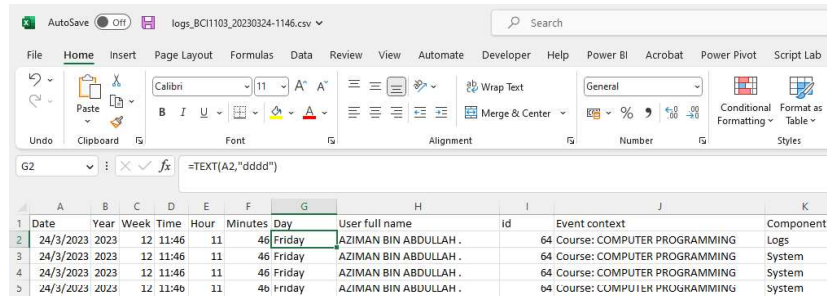 AutoSave Off logs_BCI1103_20230324-1146.csv Search
File Home Insert Page Layout Formulas Data Review View Automate Developer Help Power BI Acrobat Power Pivot Script Lab
Paste Calibri 11 A A Wrap Text General
B I U A Merge & Center % Conditional Formatting Format as Table
Undo Clipboard Font Alignment Number Styles
G2 fx =TEXT(A2,"dddd")
A B C D E F G H I J K
1 Date Year Week Time Hour Minutes Day User full name id Event context Component
2 24/3/2023 2023 12 11:46 11 46 Friday AZIMAN BIN ABDULLAH . 64 Course: COMPUTER PROGRAMMING Logs
3 24/3/2023 2023 12 11:46 11 46 Friday AZIMAN BIN ABDULLAH . 64 Course: COMPUTER PROGRAMMING System
4 24/3/2023 2023 12 11:46 11 46 Friday AZIMAN BIN ABDULLAH . 64 Course: COMPUTER PROGRAMMING System
5 24/3/2023 2023 12 11:46 11 46 Friday AZIMAN BIN ABDULLAH . 64 Course: COMPUTER PROGRAMMING System